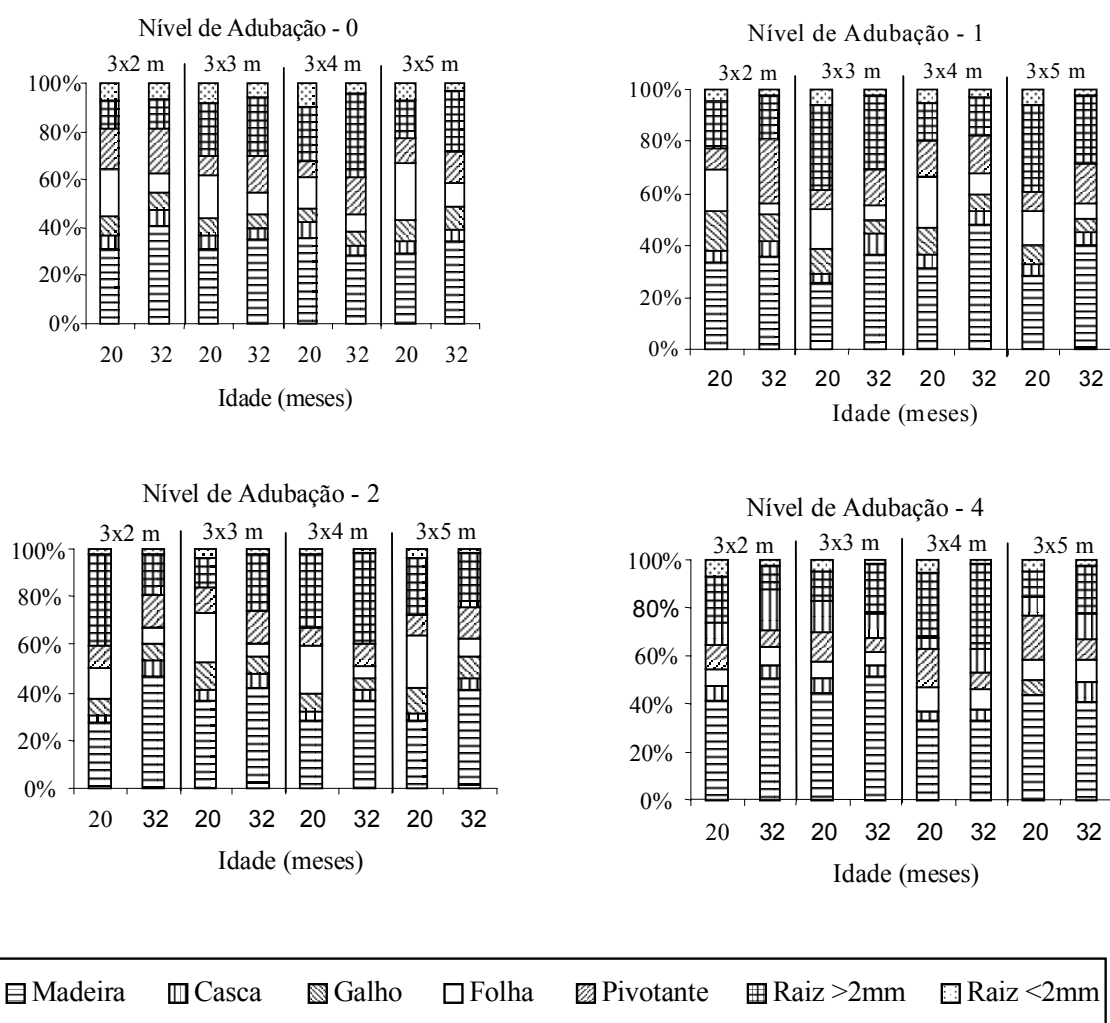 Nível de Adubação - 0
3x2 m 3x3 m 3x4 m 3x5 m
100%
80%
60%
40%
20%
0%
20 32 20 32 20 32 20 32
Idade (meses)
Nível de Adubação - 1
3x2 m 3x3 m 3x4 m 3x5 m
100%
80%
60%
40%
20%
0%
20 32 20 32 20 32 20 32
Idade (meses)
Nível de Adubação - 2
3x2 m 3x3 m 3x4 m 3x5 m
100%
80%
60%
40%
20%
0%
20 32 20 32 20 32 20 32
Idade (meses)
Nível de Adubação - 4
3x2 m 3x3 m 3x4 m 3x5 m
100%
80%
60%
40%
20%
0%
20 32 20 32 20 32 20 32
Idade (meses)
Madeira Casca Galho Folha Pivotante Raiz >2mm Raiz <2mm